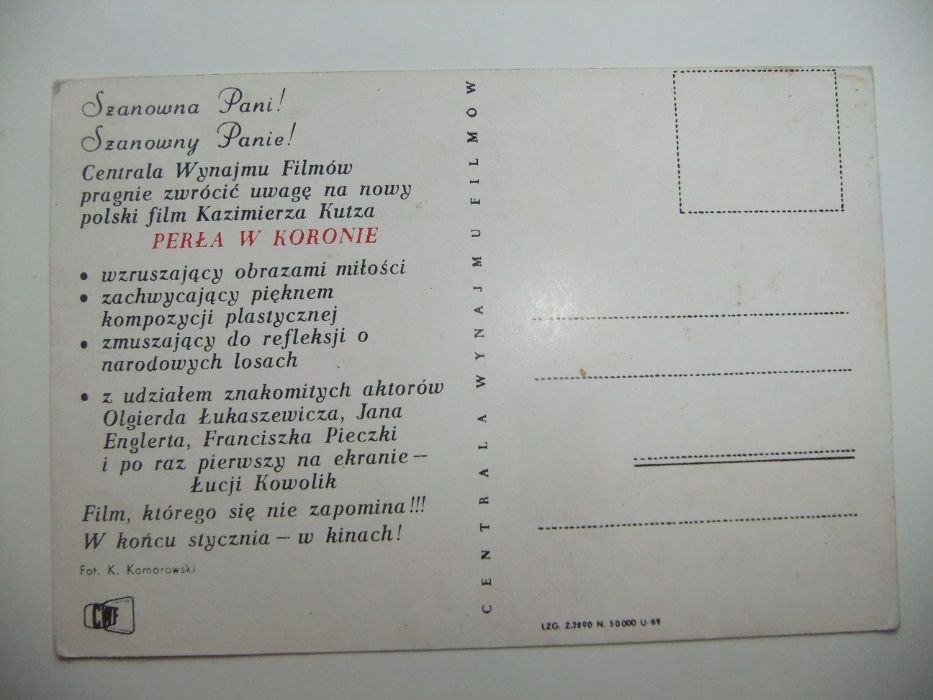 Szanowna Pani!
Szanowny Panie!
Centrala Wynajmu Filmów
pragnie zwrócić uwagę na nowy
polski film Kazimierza Kutza
PERŁA W KORONIE
• wzruszający obrazami miłości
• zachwycający pięknem
kompozycji plastycznej
• zmuszający do refleksji o
narodowych losach
• z udziałem znakomitych aktorów
Olgierda Łukaszewicza, Jana
Englerta, Franciszka Pieczki
i po raz pierwszy na ekranie –
Łucji Kowolik
Film, którego się nie zapomina!!!
W końcu stycznia – w kinach!
Fot. K. Komorowski
CWF
CENTRALA WYNAJMU FILMÓW
LZG. Z.2890 N. 50000 U-69